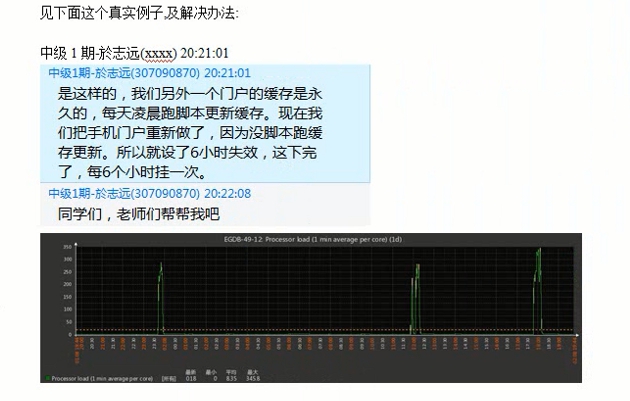 见下面这个真实例子,及解决办法:
中级 1 期-於志远(xxxx) 20:21:01
中级1期-於志远(307090870) 20:21:01
是这样的，我们另外一个门户的缓存是永
久的，每天凌晨跑脚本更新缓存。现在我
们把手机门户重新做了，因为没脚本跑缓
存更新。所以就设了6小时失效，这下完
了，每6个小时挂一次。
中级1期-於志远(307090870) 20:22:08
同学们，老师们帮帮我吧
EGDB-49-12: Processor load (1 min average per core) (1d)
350
300
250
200
150
100
50
0
最新 最小 平均 最大
Processor load (1 min average per core) [所有] 0.18 0 8.35 345.8